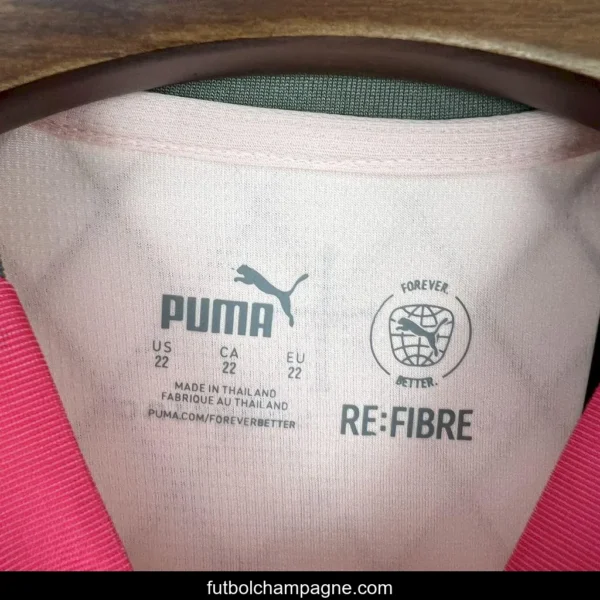 PUMA
US CA EU
22 22 22
MADE IN THAILAND
FABRIQUE AU THAILAND
PUMA.COM/FOREVERBETTER
FOREVER.
BETTER.
RE:FIBRE
futbolchampagne.com